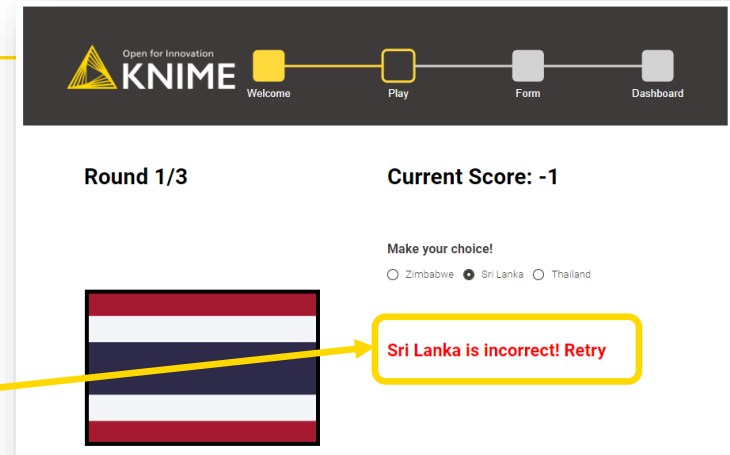 Open for Innovation
KNIME
Welcome
Play
Form
Dashboard
Round 1/3
Current Score: -1
Make your choice!
Zimbabwe Sri Lanka Thailand
Sri Lanka is incorrect! Retry